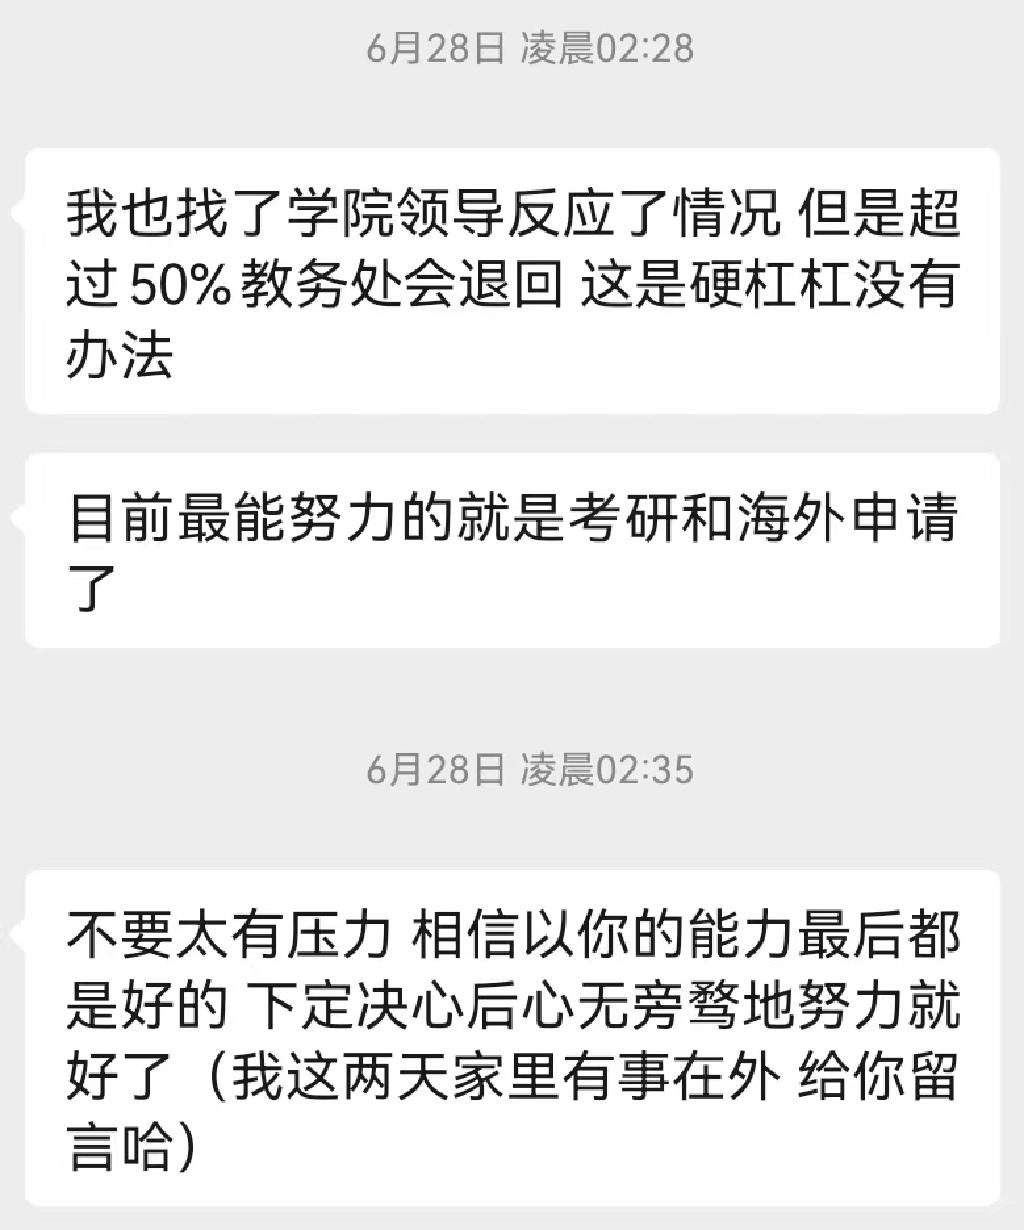 6月28日 凌晨02:28
我也找了学院领导反应了情况 但是超
过50%教务处会退回 这是硬杠杠没有
办法
目前最能努力的就是考研和海外申请
了
6月28日 凌晨02:35
不要太有压力 相信以你的能力最后都
是好的 下定决心后心无旁骛地努力就
好了（我这两天家里有事在外 给你留
言哈）